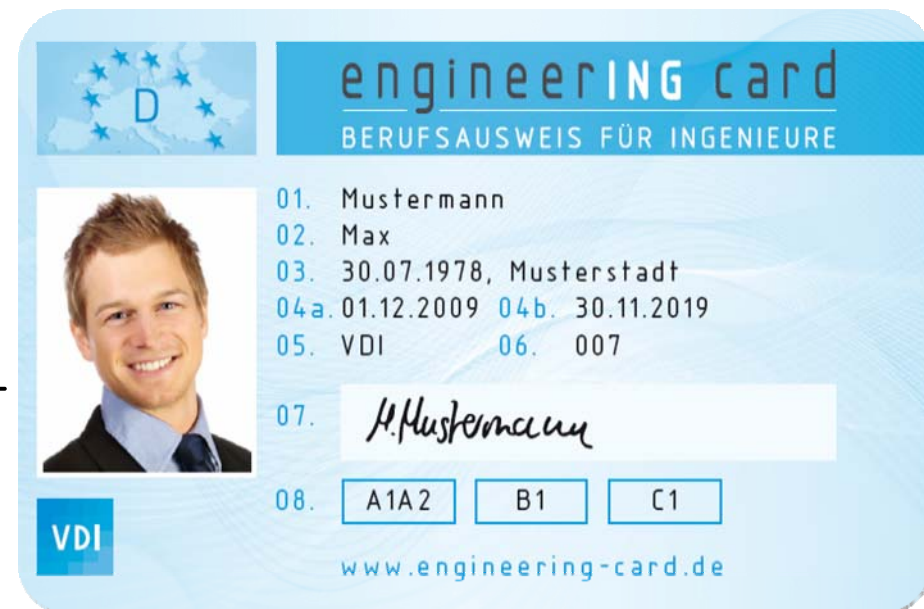 D
engineerING card
BERUFSAUSWEIS FÜR INGENIEURE
01. Mustermann
02. Max
03. 30.07.1978, Musterstadt
04a. 01.12.2009 04b. 30.11.2019
05. VDI 06. 007
07. M. Mustermann
08. A1A2 B1 C1
VDI
www.engineering-card.de